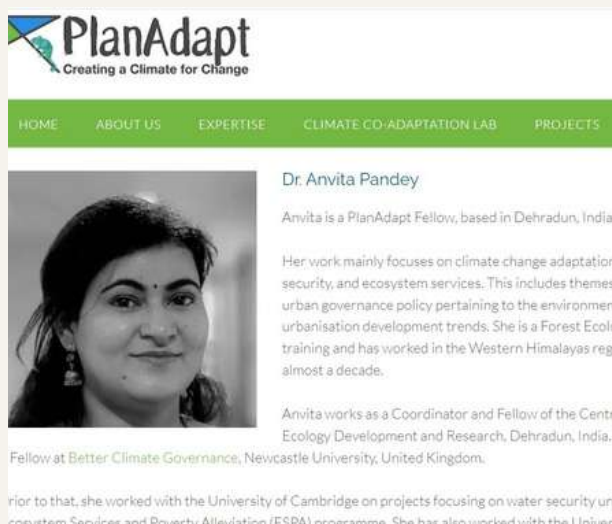 PlanAdapt
Creating a Climate for Change
HOME ABOUT US EXPERTISE CLIMATE CO-ADAPTATION LAB PROJECTS
Dr. Anvita Pandey
Anvita is a PlanAdapt Fellow, based in Dehradun, India
Her work mainly focuses on climate change adaptation
security, and ecosystem services. This includes themes
urban governance policy pertaining to the environmen
urbanisation development trends. She is a Forest Ecolo
training and has worked in the Western Himalayas reg
almost a decade.
Anvita works as a Coordinator and Fellow of the Centr
Ecology Development and Research, Dehradun, India.
Fellow at Better Climate Governance, Newcastle University, United Kingdom.
rior to that, she worked with the University of Cambridge on projects focusing on water security un
cosystem Services and Poverty Alleviation (ESPA) programme. She has also worked with the Univer